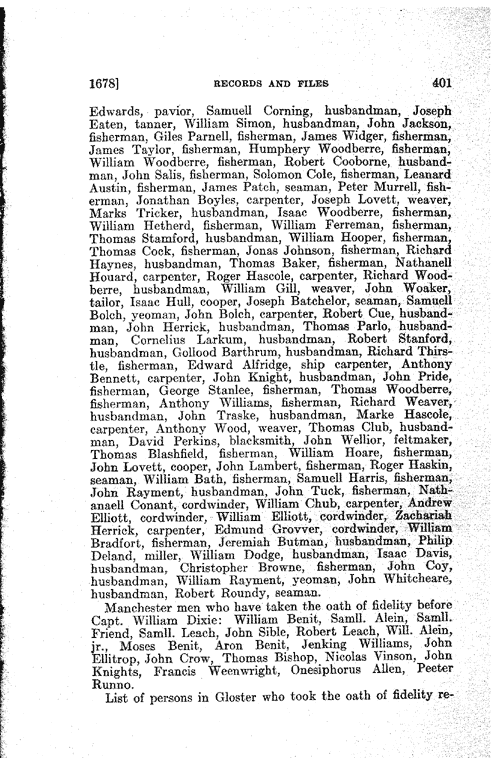 1678] RECORDS AND FILES 401
Edwards, pavior, Samuell Corning, husbandman, Joseph
Eaten, tanner, William Simon, husbandman, John Jackson,
fisherman, Giles Parnell, fisherman, James Widger, fisherman,
James Taylor, fisherman, Humphery Woodberre, fisherman,
William Woodberre, fisherman, Robert Cooborne, husband-
man, John Salis, fisherman, Solomon Cole, fisherman, Leanard
Austin, fisherman, James Patch, seaman, Peter Murrell, fish-
erman, Jonathan Boyles, carpenter, Joseph Lovett, weaver,
Marks Tricker, husbandman, Isaac Woodberre, fisherman,
William Hetherd, fisherman, William Ferreman, fisherman,
Thomas Stamford, husbandman, William Hooper, fisherman,
Thomas Cock, fisherman, Jonas Johnson, fisherman, Richard
Haynes, husbandman, Thomas Baker, fisherman, Nathanell
Houard, carpenter, Roger Hascole, carpenter, Richard Wood-
berre, husbandman, William Gill, weaver, John Woaker,
tailor, Isaac Hull, cooper, Joseph Batchelor, seaman, Samuell
Bolch, yeoman, John Bolch, carpenter, Robert Cue, husband-
man, John Herrick, husbandman, Thomas Parlo, husband-
man, Cornelius Larkum, husbandman, Robert Stanford,
husbandman, Gollood Barthrum, husbandman, Richard Thirs-
tle, fisherman, Edward Alfridge, ship carpenter, Anthony
Bennett, carpenter, John Knight, husbandman, John Pride,
fisherman, George Stanlee, fisherman, Thomas Woodberre,
fisherman, Anthony Williams, fisherman, Richard Weaver,
husbandman, John Traske, husbandman, Marke Hascole,
carpenter, Anthony Wood, weaver, Thomas Club, husband-
man, David Perkins, blacksmith, John Wellior, feltmaker,
Thomas Blashfield, fisherman, William Hoare, fisherman,
John Lovett, cooper, John Lambert, fisherman, Roger Haskin,
seaman, William Bath, fisherman, Samuell Harris, fisherman,
John Rayment, husbandman, John Tuck, fisherman, Nath-
anaell Conant, cordwinder, William Chub, carpenter, Andrew
Elliott, cordwinder, William Elliott, cordwinder, Zachariah
Herrick, carpenter, Edmund Grovver, cordwinder, William
Bradfort, fisherman, Jeremiah Butman, husbandman, Philip
Deland, miller, William Dodge, husbandman, Isaac Davis,
husbandman, Christopher Browne, fisherman, John Coy,
husbandman, William Rayment, yeoman, John Whitcheare,
husbandman, Robert Roundy, seaman.
Manchester men who have taken the oath of fidelity before
Capt. William Dixie: William Benit, Samll. Alein, Samll.
Friend, Samll. Leach, John Sible, Robert Leach, Will. Alein,
jr., Moses Benit, Aron Benit, Jenking Williams, John
Ellitrop, John Crow, Thomas Bishop, Nicolas Vinson, John
Knights, Francis Weenwright, Onesiphorus Allen, Peeter
Runno.
List of persons in Gloster who took the oath of fidelity re-